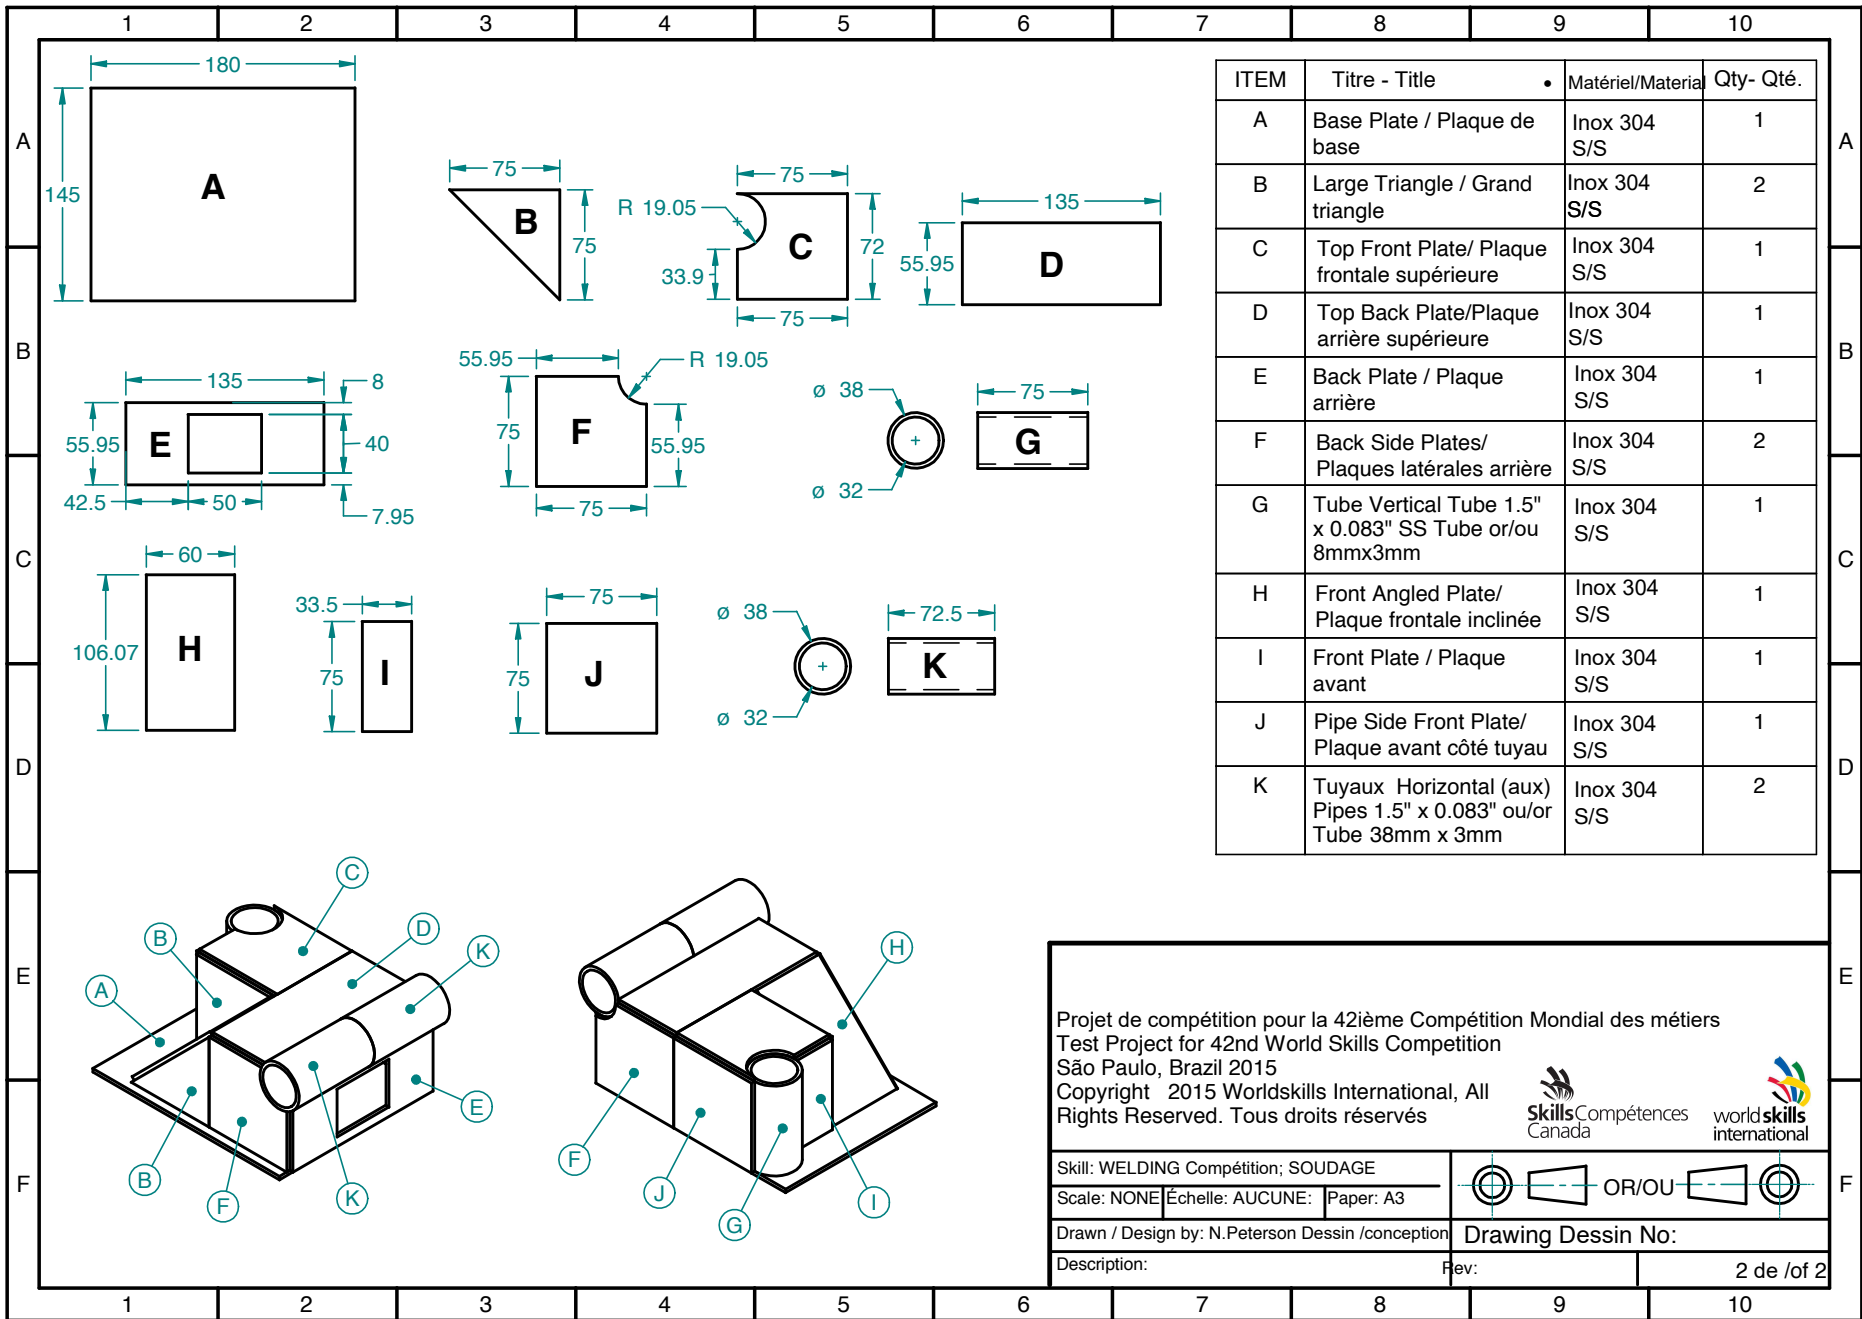 1 2 3 4 5 6 7 8 9 10
A
B
C
D
E
F
180
145
A
75
75
B
75
R 19.05
33.9
72
75
C
135
55.95
D
135
8
55.95
40
42.5
50
7.95
E
55.95
R 19.05
75
55.95
75
F
ø 38
ø 32
75
G
60
106.07
H
33.5
75
I
75
75
J
ø 38
ø 32
72.5
K
ITEM Titre - Title • Matériel/Material Qty- Qté.
A Base Plate / Plaque de Inox 304 1
base S/S
B Large Triangle / Grand Inox 304 2
triangle S/S
C Top Front Plate/ Plaque Inox 304 1
frontale supérieure S/S
D Top Back Plate/Plaque Inox 304 1
arrière supérieure S/S
E Back Plate / Plaque Inox 304 1
arrière S/S
F Back Side Plates/ Inox 304 2
Plaques latérales arrière S/S
G Tube Vertical Tube 1.5" Inox 304 1
x 0.083" SS Tube or/ou S/S
8mmx3mm
H Front Angled Plate/ Inox 304 1
Plaque frontale inclinée S/S
I Front Plate / Plaque Inox 304 1
avant S/S
J Pipe Side Front Plate/ Inox 304 1
Plaque avant côté tuyau S/S
K Tuyaux Horizontal (aux) Inox 304 2
Pipes 1.5" x 0.083" ou/or S/S
Tube 38mm x 3mm
C
B
D
K
A
E
B
F
K
H
F
J
G
I
Projet de compétition pour la 42ième Compétition Mondial des métiers
Test Project for 42nd World Skills Competition
São Paulo, Brazil 2015
Copyright 2015 Worldskills International, All
Rights Reserved. Tous droits réservés
Skills Compétences
Canada
world skills
international
Skill: WELDING Compétition; SOUDAGE
Scale: NONE Échelle: AUCUNE: Paper: A3
OR/OU
Drawn / Design by: N.Peterson Dessin /conception
Drawing Dessin No:
Description: Rev: 2 de /of 2
A
B
C
D
E
F
1 2 3 4 5 6 7 8 9 10